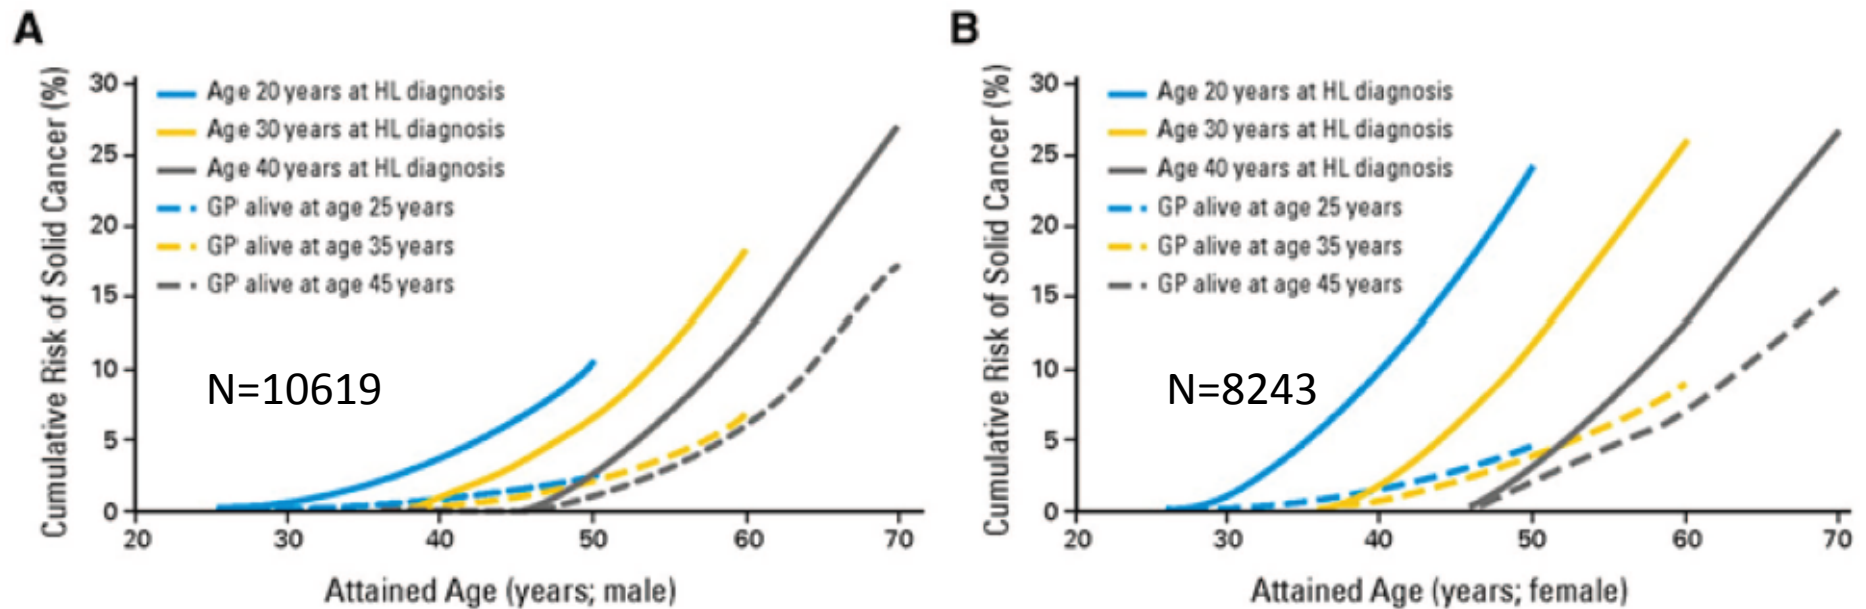 A
Cumulative Risk of Solid Cancer (%)
30
25
20
15
10
5
0
Age 20 years at HL diagnosis
Age 30 years at HL diagnosis
Age 40 years at HL diagnosis
GP alive at age 25 years
GP alive at age 35 years
GP alive at age 45 years
N=10619
20 30 40 50 60 70
Attained Age (years; male)
B
Cumulative Risk of Solid Cancer (%)
30
25
20
15
10
5
0
Age 20 years at HL diagnosis
Age 30 years at HL diagnosis
Age 40 years at HL diagnosis
GP alive at age 25 years
GP alive at age 35 years
GP alive at age 45 years
N=8243
20 30 40 50 60 70
Attained Age (years; female)